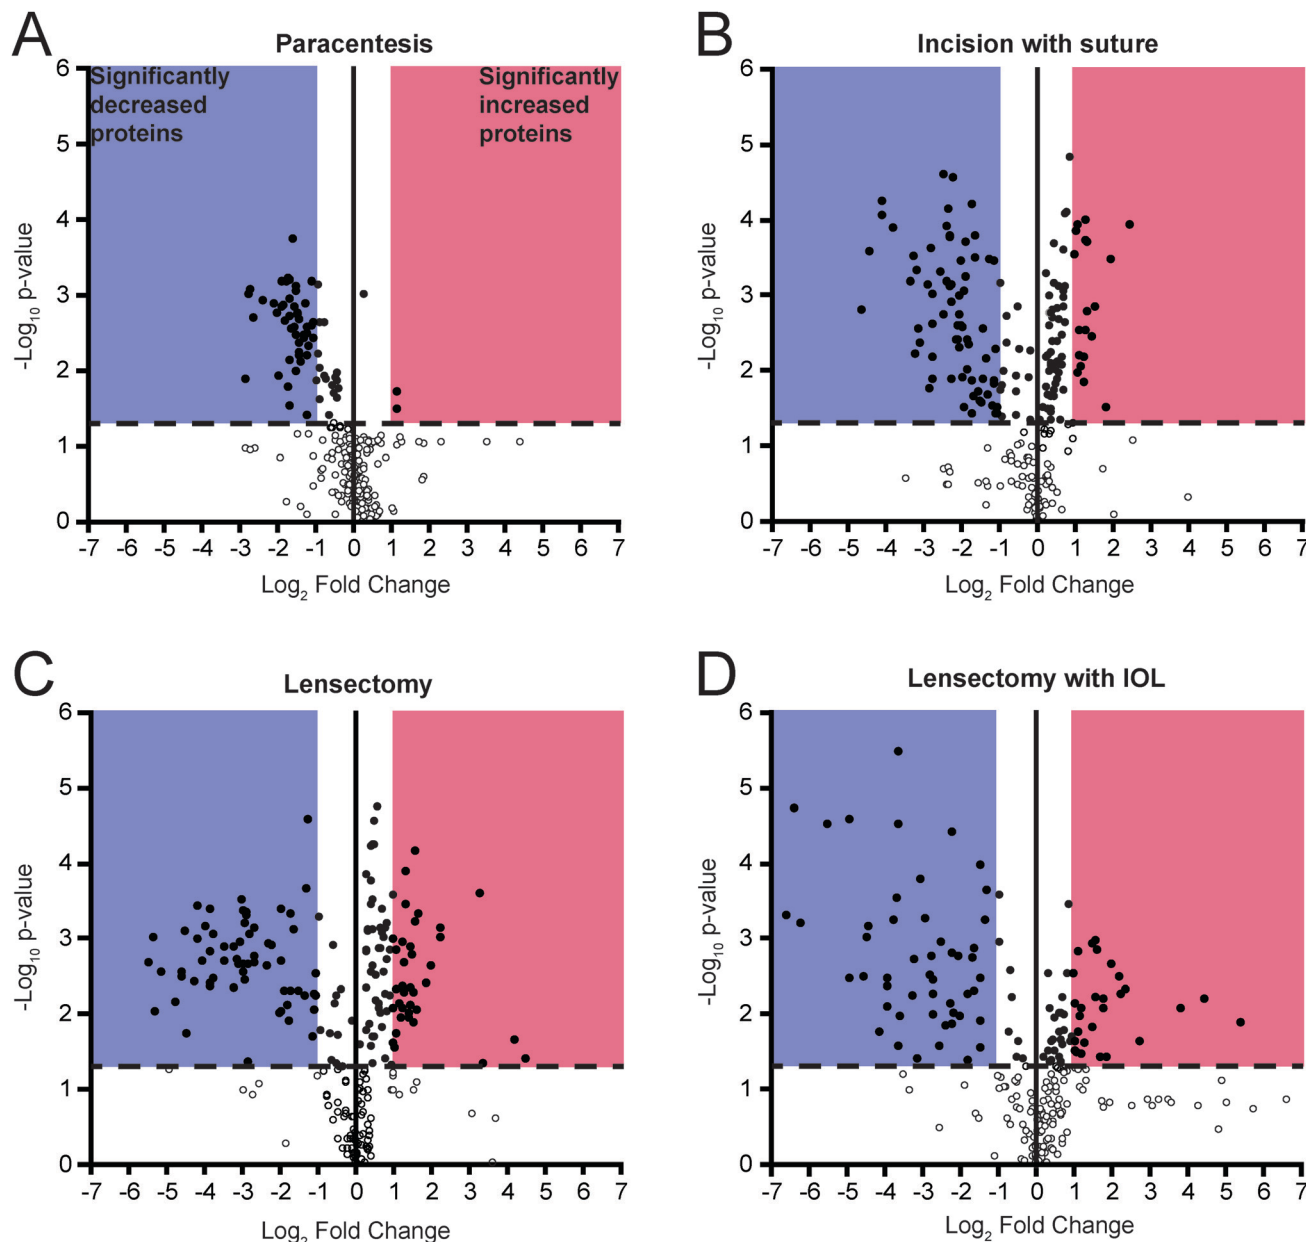 A
Paracentesis
Significantly
decreased
proteins
Significantly
increased
proteins
6
5
4
3
2
1
0
-Log10 p-value
-7 -6 -5 -4 -3 -2 -1 0 1 2 3 4 5 6 7
Log2 Fold Change
B
Incision with suture
6
5
4
3
2
1
0
-Log10 p-value
-7 -6 -5 -4 -3 -2 -1 0 1 2 3 4 5 6 7
Log2 Fold Change
C
Lensectomy
6
5
4
3
2
1
0
-Log10 p-value
-7 -6 -5 -4 -3 -2 -1 0 1 2 3 4 5 6 7
Log2 Fold Change
D
Lensectomy with IOL
6
5
4
3
2
1
0
-Log10 p-value
-7 -6 -5 -4 -3 -2 -1 0 1 2 3 4 5 6 7
Log2 Fold Change